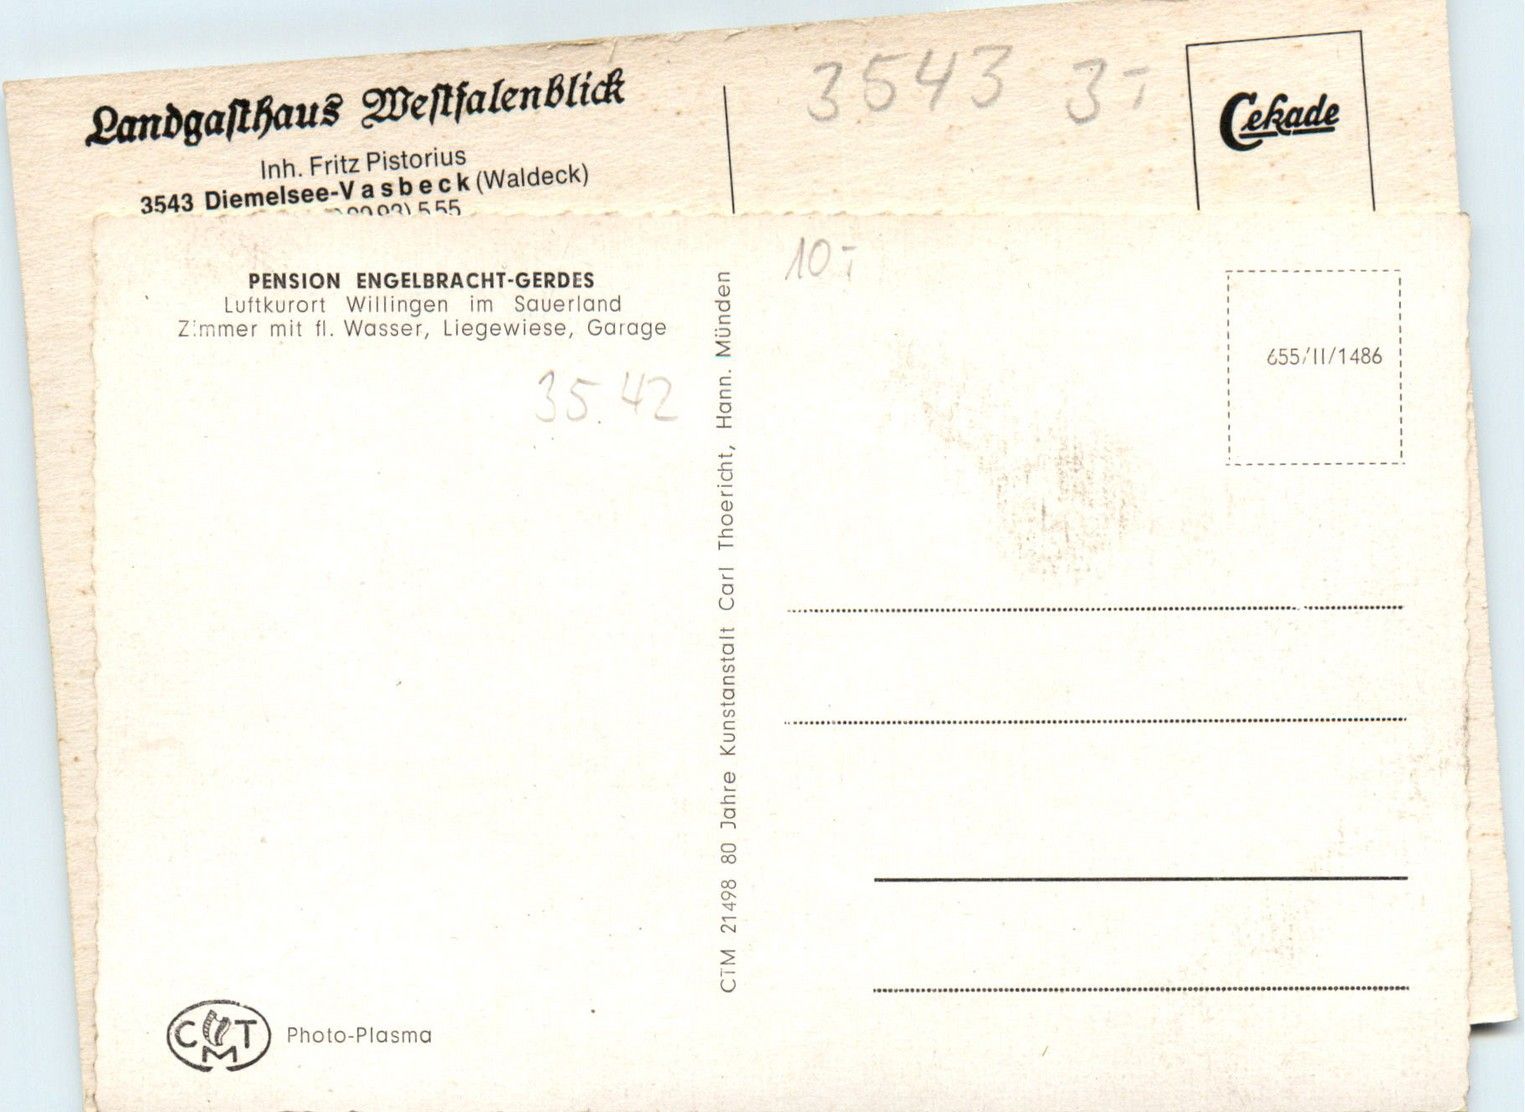 Landgasthaus Westfalenblick
Inh. Fritz Pistorius
3543 Diemelsee-Vasbeck (Waldeck)
555
3543 3,-
Cekade
PENSION ENGELBRACHT-GERDES
Luftkurort Willingen im Sauerland
Zimmer mit fl. Wasser, Liegewiese, Garage
35.42
10,-
655/II/1486
CTM 21498 80 Jahre Kunstanstalt Carl Thoericht, Hann. Münden
CMT
Photo-Plasma